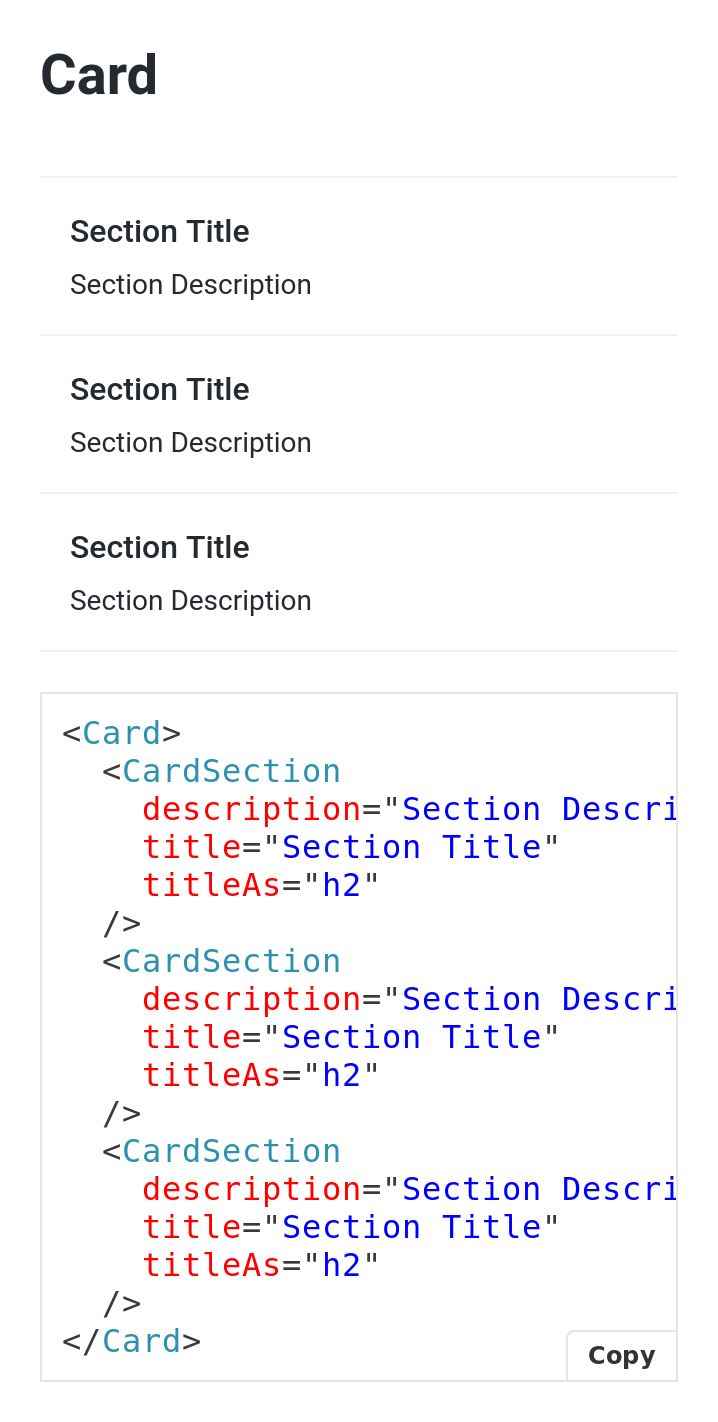 Card
Section Title
Section Description
Section Title
Section Description
Section Title
Section Description
<Card>
  <CardSection
    description="Section Descri
    title="Section Title"
    titleAs="h2"
  />
  <CardSection
    description="Section Descri
    title="Section Title"
    titleAs="h2"
  />
  <CardSection
    description="Section Descri
    title="Section Title"
    titleAs="h2"
  />
</Card>
Copy